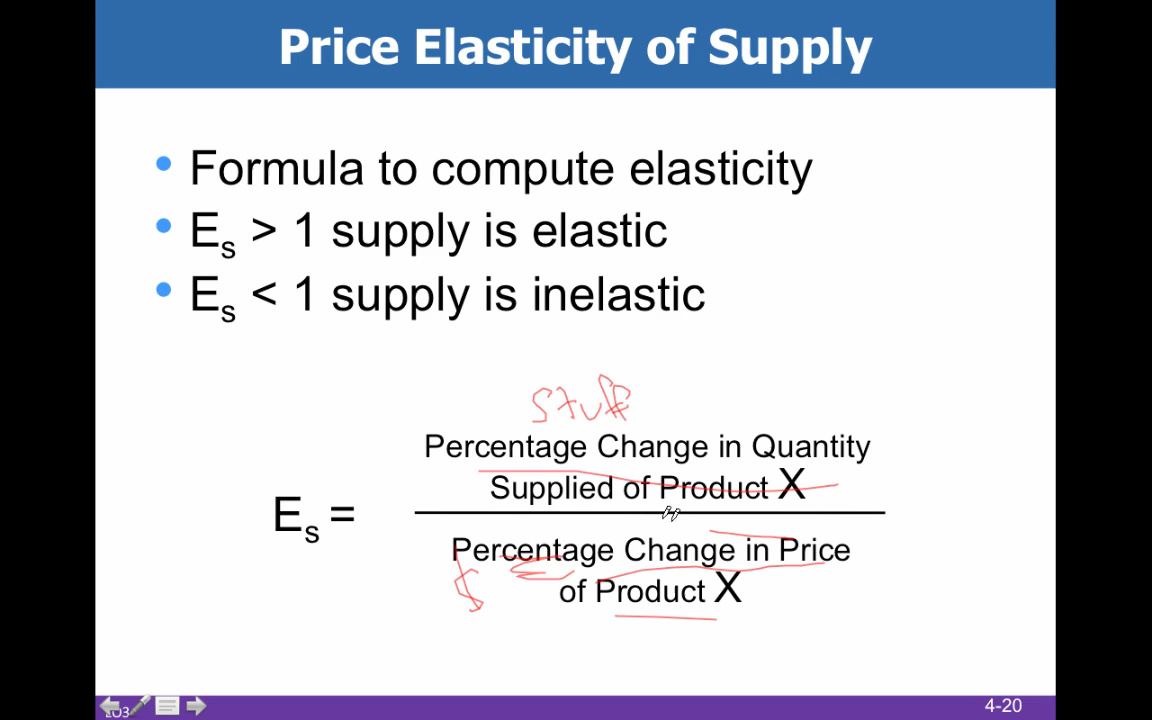 Price Elasticity of Supply
• Formula to compute elasticity
• Es > 1 supply is elastic
• Es < 1 supply is inelastic
stuff
Percentage Change in Quantity
Supplied of Product X
Es =
Percentage Change in Price
$
of Product X
LO3
4-20